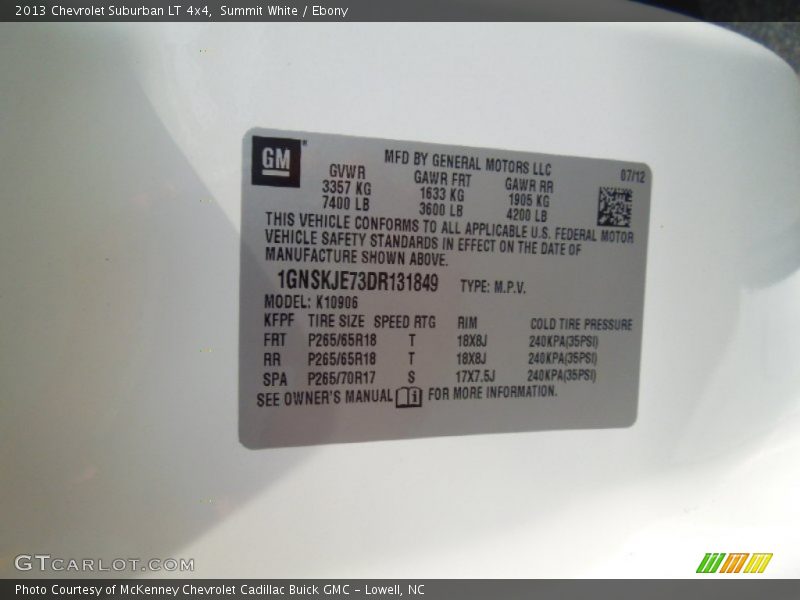 2013 Chevrolet Suburban LT 4x4, Summit White / Ebony
GM
MFD BY GENERAL MOTORS LLC
07/12
GVWR GAWR FRT GAWR RR
3357 KG 1633 KG 1905 KG
7400 LB 3600 LB 4200 LB
THIS VEHICLE CONFORMS TO ALL APPLICABLE U.S. FEDERAL MOTOR
VEHICLE SAFETY STANDARDS IN EFFECT ON THE DATE OF
MANUFACTURE SHOWN ABOVE.
1GNSKJE73DR131849 TYPE: M.P.V.
MODEL: K10906
KFPF TIRE SIZE SPEED RTG RIM COLD TIRE PRESSURE
FRT P265/65R18 T 18X8J 240KPA(35PSI)
RR P265/65R18 T 18X8J 240KPA(35PSI)
SPA P265/70R17 S 17X7.5J 240KPA(35PSI)
SEE OWNER'S MANUAL i FOR MORE INFORMATION.
GTCARLOT.COM
Photo Courtesy of McKenney Chevrolet Cadillac Buick GMC - Lowell, NC